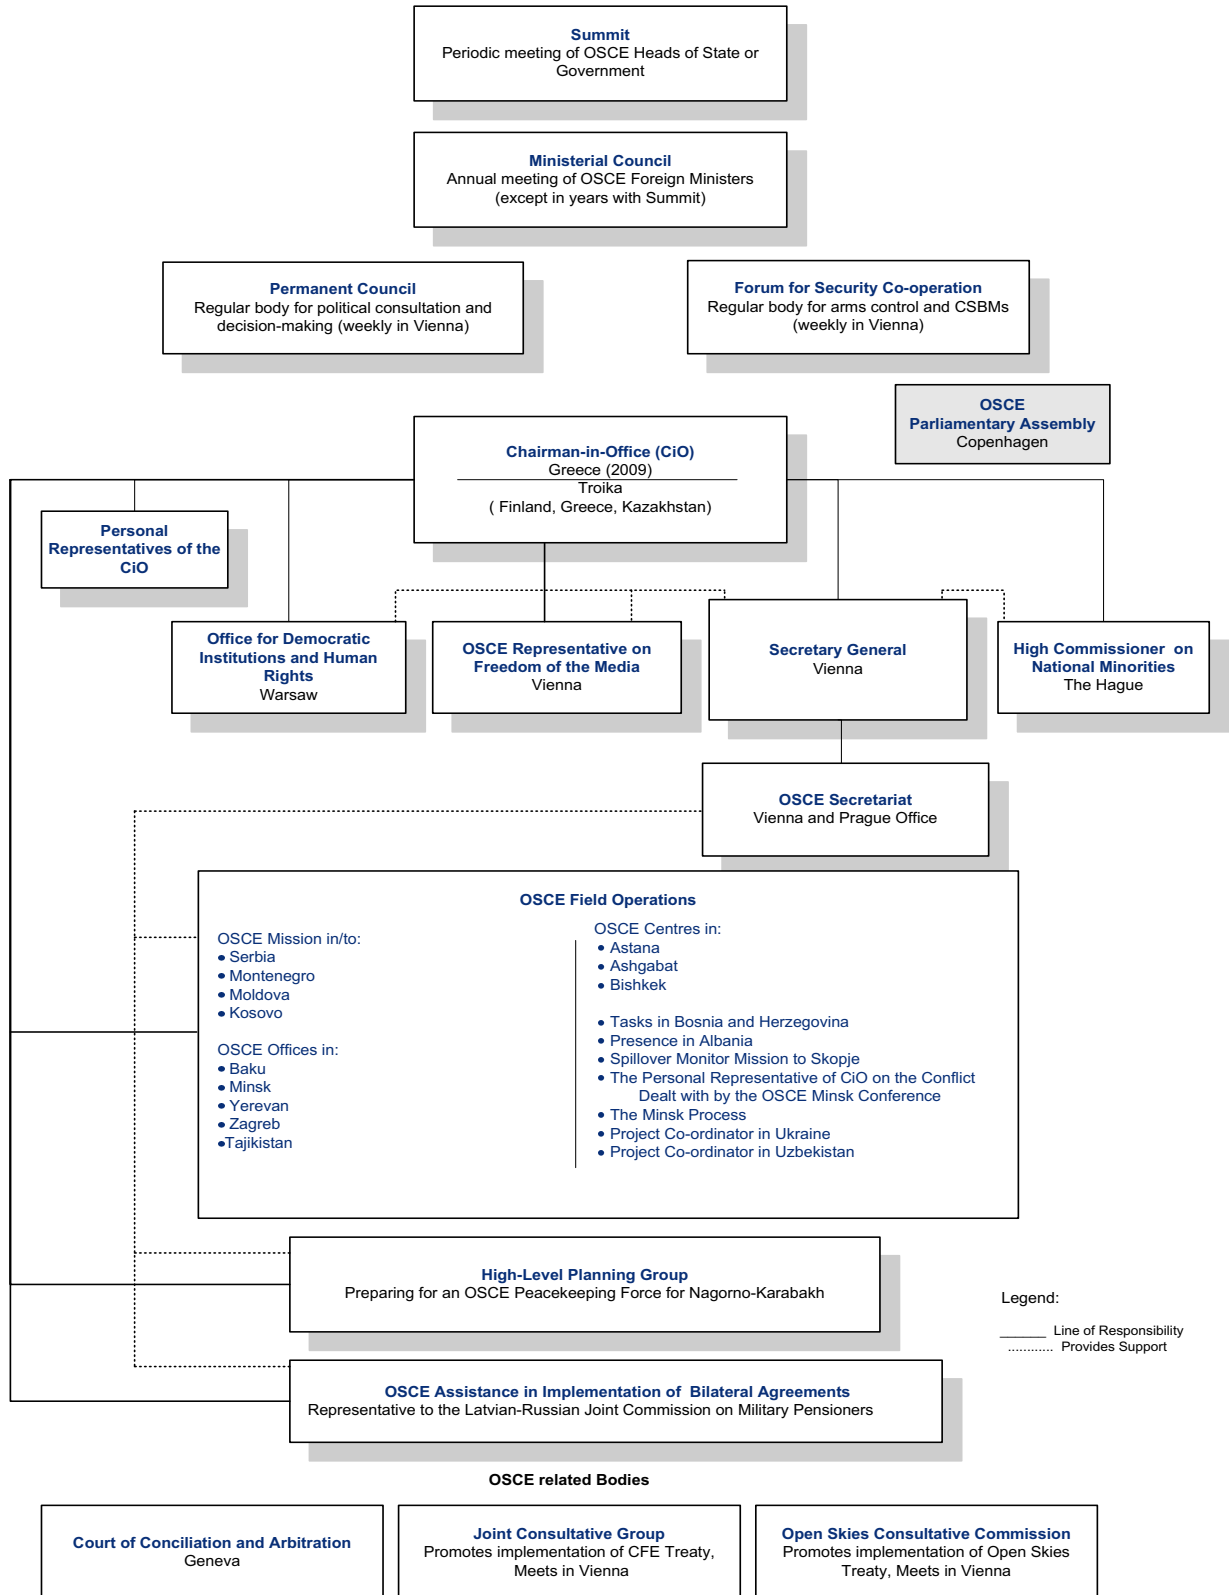 Summit
Periodic meeting of OSCE Heads of State or
Government
Ministerial Council
Annual meeting of OSCE Foreign Ministers
(except in years with Summit)
Permanent Council
Regular body for political consultation and
decision-making (weekly in Vienna)
Forum for Security Co-operation
Regular body for arms control and CSBMs
(weekly in Vienna)
OSCE
Parliamentary Assembly
Copenhagen
Chairman-in-Office (CiO)
Greece (2009)
Troika
( Finland, Greece, Kazakhstan)
Personal
Representatives of the
CiO
Office for Democratic
Institutions and Human
Rights
Warsaw
OSCE Representative on
Freedom of the Media
Vienna
Secretary General
Vienna
High Commissioner on
National Minorities
The Hague
OSCE Secretariat
Vienna and Prague Office
OSCE Field Operations
OSCE Mission in/to:
• Serbia
• Montenegro
• Moldova
• Kosovo
OSCE Offices in:
• Baku
• Minsk
• Yerevan
• Zagreb
•Tajikistan
OSCE Centres in:
• Astana
• Ashgabat
• Bishkek
• Tasks in Bosnia and Herzegovina
• Presence in Albania
• Spillover Monitor Mission to Skopje
• The Personal Representative of CiO on the Conflict
Dealt with by the OSCE Minsk Conference
• The Minsk Process
• Project Co-ordinator in Ukraine
• Project Co-ordinator in Uzbekistan
High-Level Planning Group
Preparing for an OSCE Peacekeeping Force for Nagorno-Karabakh
Legend:
______ Line of Responsibility
............ Provides Support
OSCE Assistance in Implementation of Bilateral Agreements
Representative to the Latvian-Russian Joint Commission on Military Pensioners
OSCE related Bodies
Court of Conciliation and Arbitration
Geneva
Joint Consultative Group
Promotes implementation of CFE Treaty,
Meets in Vienna
Open Skies Consultative Commission
Promotes implementation of Open Skies
Treaty, Meets in Vienna